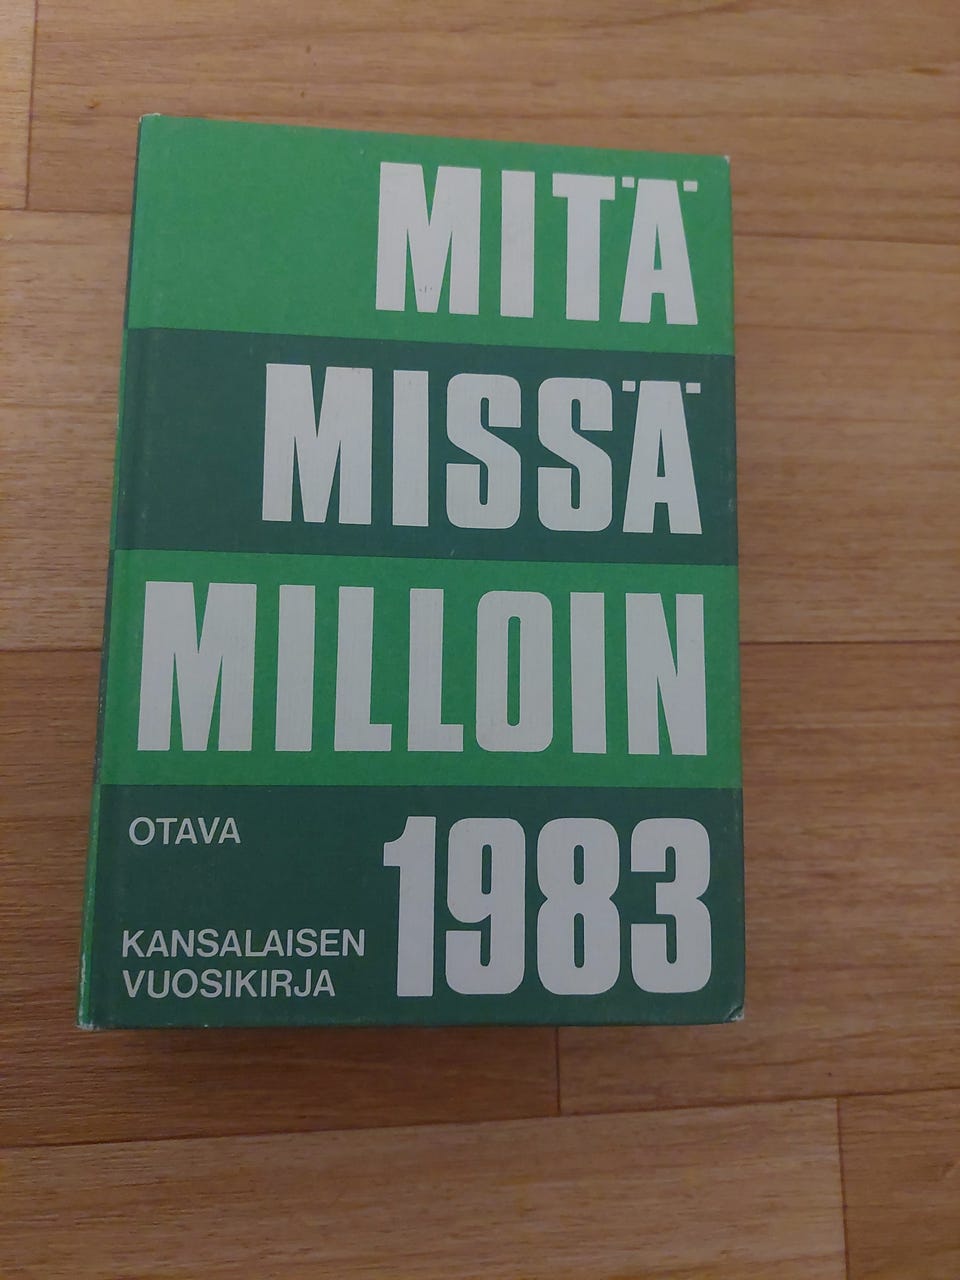 MITÄ
MISSÄ
MILLOIN
1983
OTAVA
KANSALAISEN
VUOSIKIRJA